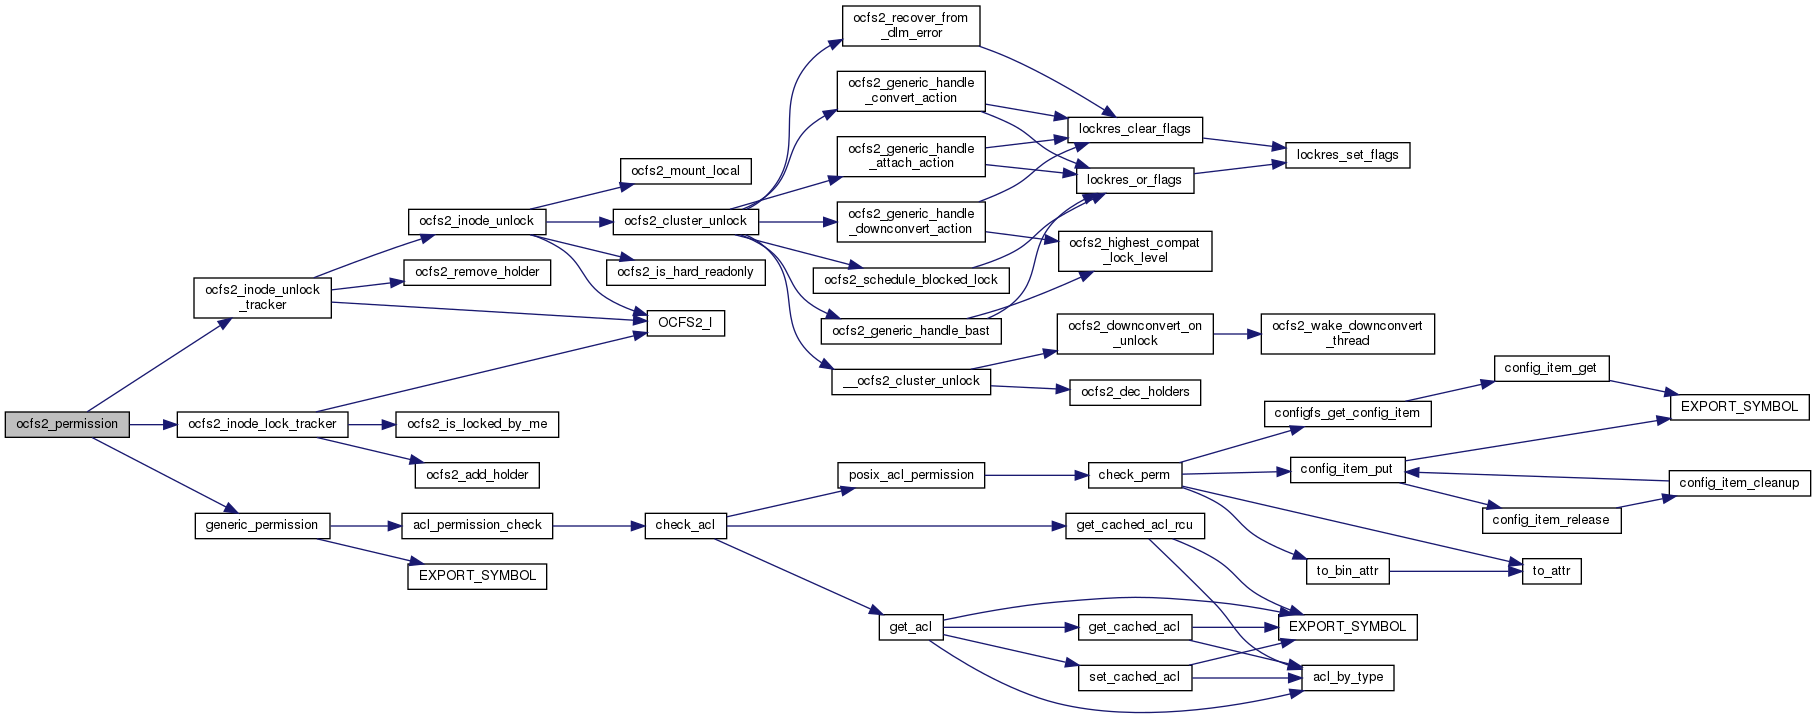 ocfs2_recover_from
_dlm_error
ocfs2_generic_handle
_convert_action
lockres_clear_flags
ocfs2_generic_handle
_attach_action
lockres_set_flags
ocfs2_mount_local
lockres_or_flags
ocfs2_inode_unlock
ocfs2_cluster_unlock
ocfs2_generic_handle
_downconvert_action
ocfs2_highest_compat
_lock_level
ocfs2_remove_holder
ocfs2_is_hard_readonly
ocfs2_schedule_blocked_lock
ocfs2_inode_unlock
_tracker
OCFS2_I
ocfs2_generic_handle_bast
ocfs2_downconvert_on
_unlock
ocfs2_wake_downconvert
_thread
config_item_get
__ocfs2_cluster_unlock
ocfs2_dec_holders
EXPORT_SYMBOL
configfs_get_config_item
ocfs2_permission
ocfs2_inode_lock_tracker
ocfs2_is_locked_by_me
config_item_put
ocfs2_add_holder
posix_acl_permission
check_perm
config_item_cleanup
config_item_release
generic_permission
acl_permission_check
check_acl
get_cached_acl_rcu
EXPORT_SYMBOL
to_bin_attr
to_attr
get_acl
get_cached_acl
EXPORT_SYMBOL
set_cached_acl
acl_by_type